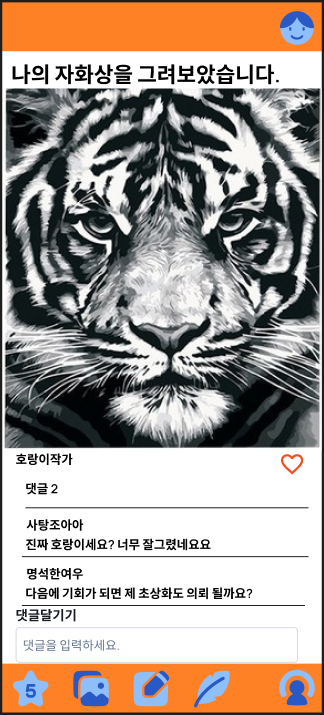 나의 자화상을 그려보았습니다.
호랑이작가
댓글 2
사탕조아아
진짜 호랑이세요? 너무 잘그렸네요요
명석한여우
다음에 기회가 되면 제 초상화도 의뢰 될까요?
댓글달기기
댓글을 입력하세요.
5